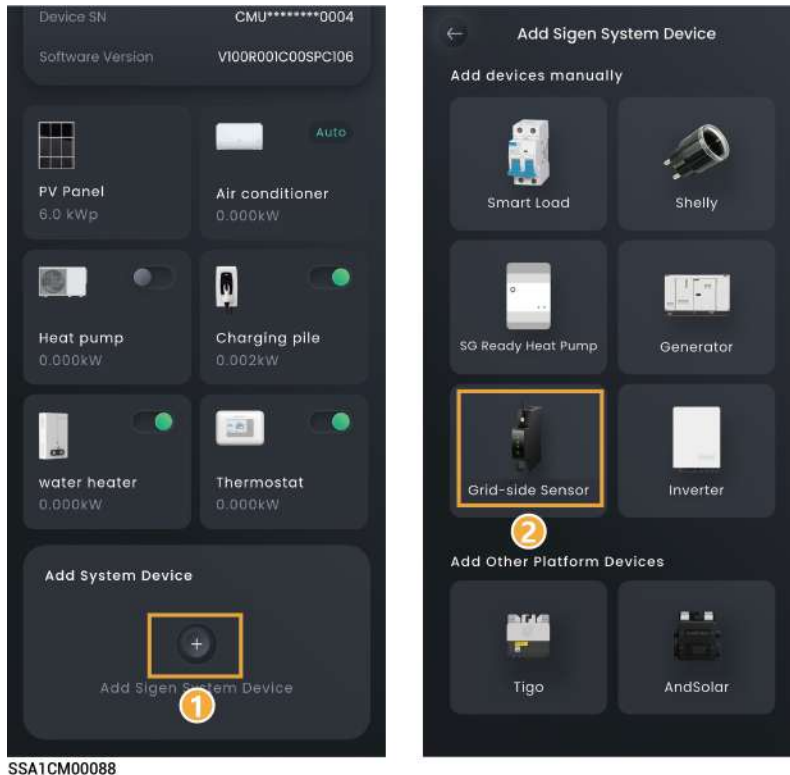 Device SN CMU********0004
Software Version V100R001C00SPC106
PV Panel
6.0 kWp
Auto
Air conditioner
0.000kW
Heat pump
0.000kW
Charging pile
0.002kW
water heater
0.000kW
Thermostat
0.000kW
Add System Device
+
Add Sigen System Device
1
SSA1CM00088
← Add Sigen System Device
Add devices manually
Smart Load
Shelly
SG Ready Heat Pump
Generator
Grid-side Sensor
2
Inverter
Add Other Platform Devices
Tigo
AndSolar